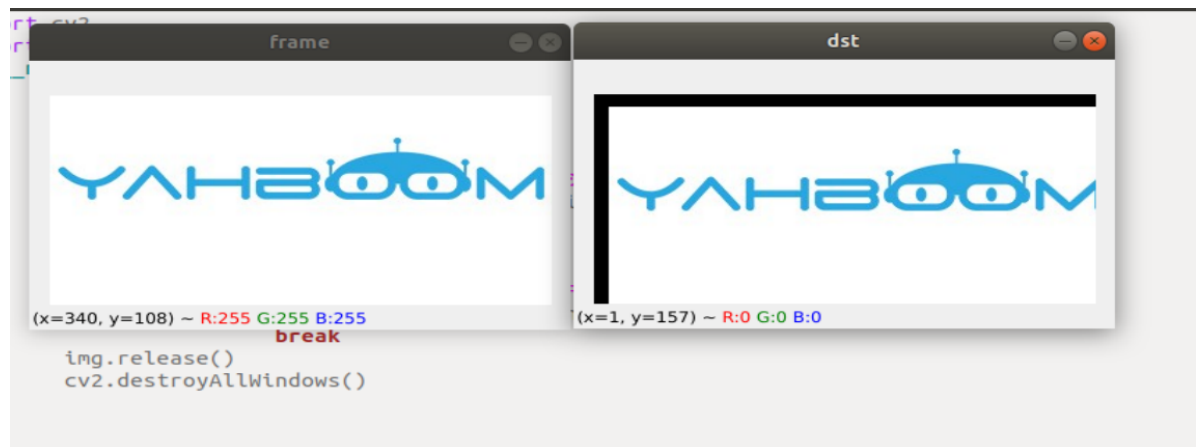 frame
dst
YAHBOOM
YAHBOOM
(x=340, y=108) ~ R:255 G:255 B:255
(x=1, y=157) ~ R:0 G:0 B:0
break
img.release()
cv2.destroyAllWindows()